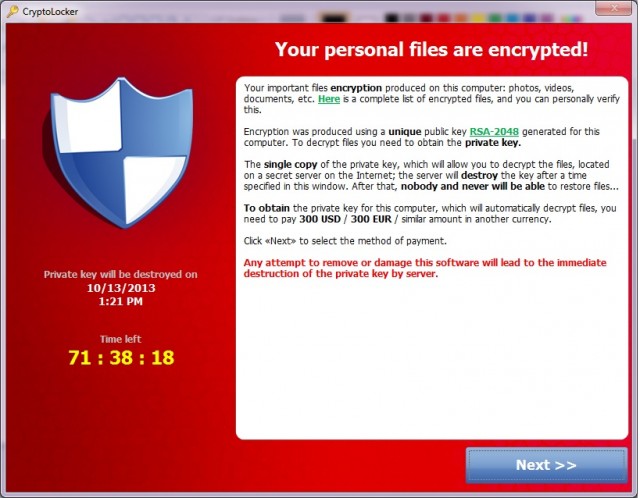 CryptoLocker
Your personal files are encrypted!
Your important files encryption produced on this computer: photos, videos,
documents, etc. Here is a complete list of encrypted files, and you can personally verify
this.
Encryption was produced using a unique public key RSA-2048 generated for this
computer. To decrypt files you need to obtain the private key.
The single copy of the private key, which will allow you to decrypt the files, located
on a secret server on the Internet; the server will destroy the key after a time
specified in this window. After that, nobody and never will be able to restore files...
To obtain the private key for this computer, which will automatically decrypt files, you
need to pay 300 USD / 300 EUR / similar amount in another currency.
Click «Next» to select the method of payment.
Any attempt to remove or damage this software will lead to the immediate
destruction of the private key by server.
Private key will be destroyed on
10/13/2013
1:21 PM
Time left
71 : 38 : 18
Next >>